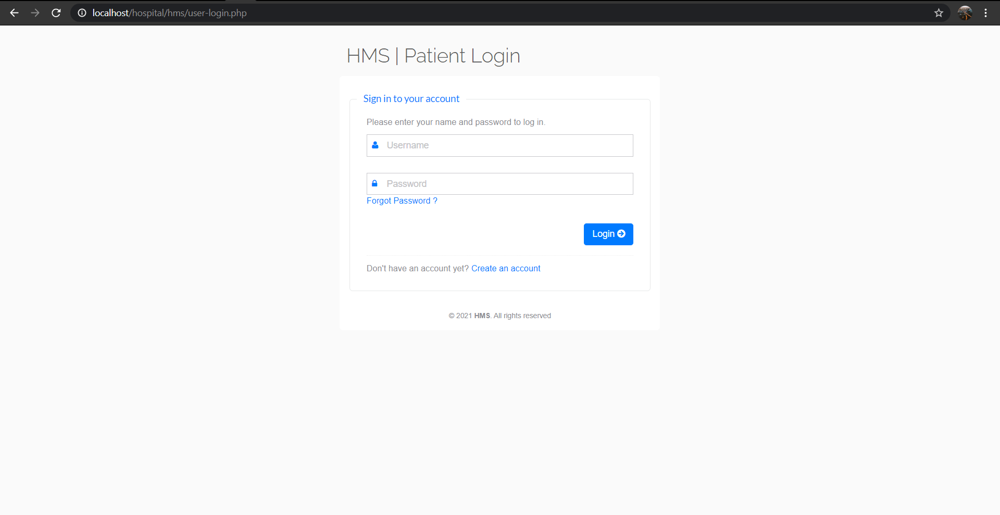 localhost/hospital/hms/user-login.php
HMS | Patient Login
Sign in to your account
Please enter your name and password to log in.
Username
Password
Forgot Password ?
Login
Don't have an account yet? Create an account
© 2021 HMS. All rights reserved